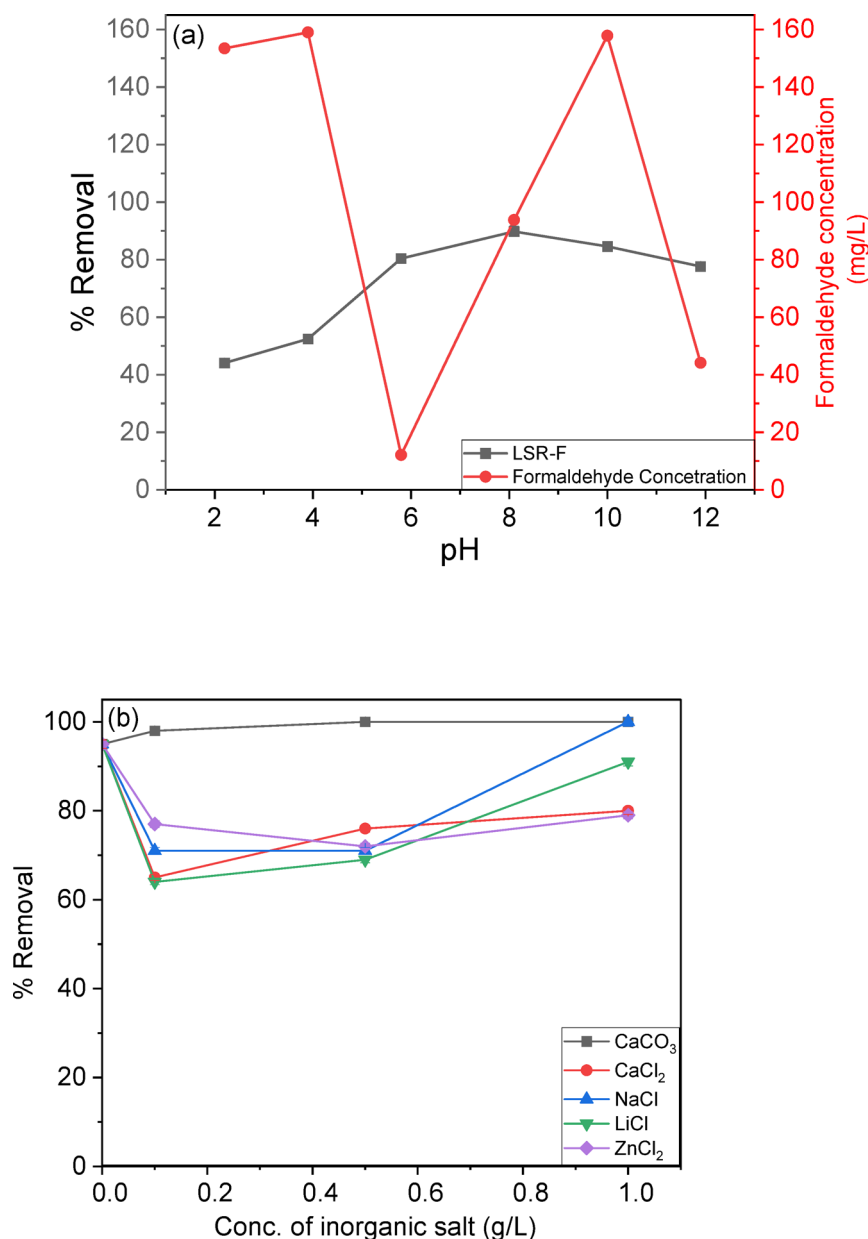 (a)
% Removal
160
140
120
100
80
60
40
20
0
160
140
120
100
80
60
40
20
0
Formaldehyde concentration
(mg/L)
LSR-F
Formaldehyde Concetration
2 4 6 8 10 12
pH
(b)
% Removal
100
80
60
40
20
0
CaCO₃
CaCl₂
NaCl
LiCl
ZnCl₂
0.0 0.2 0.4 0.6 0.8 1.0
Conc. of inorganic salt (g/L)